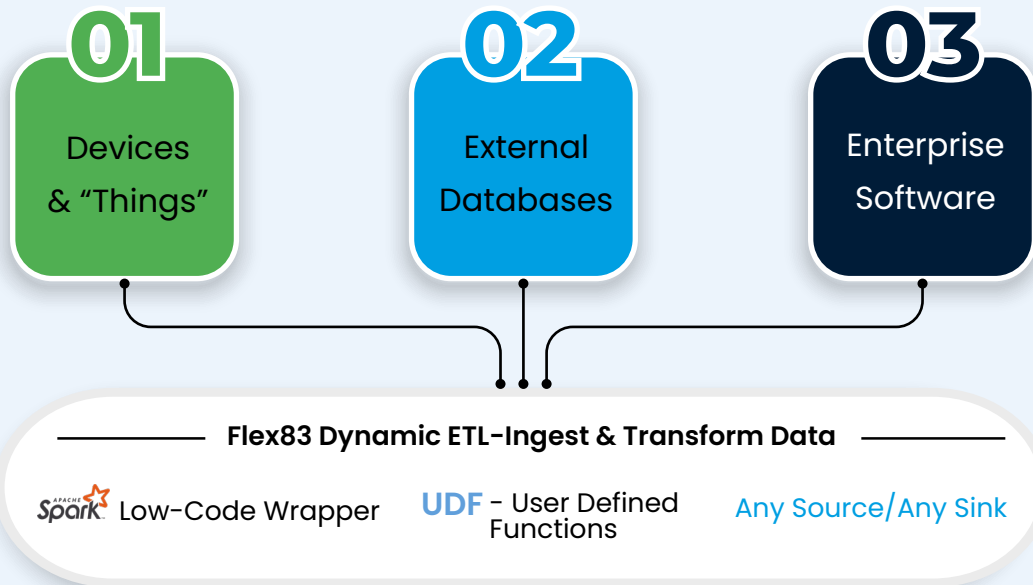 01
02
03
Devices
& “Things”
External
Databases
Enterprise
Software
Flex83 Dynamic ETL-Ingest & Transform Data
APACHE
Spark Low-Code Wrapper
UDF - User Defined
Functions
Any Source/Any Sink